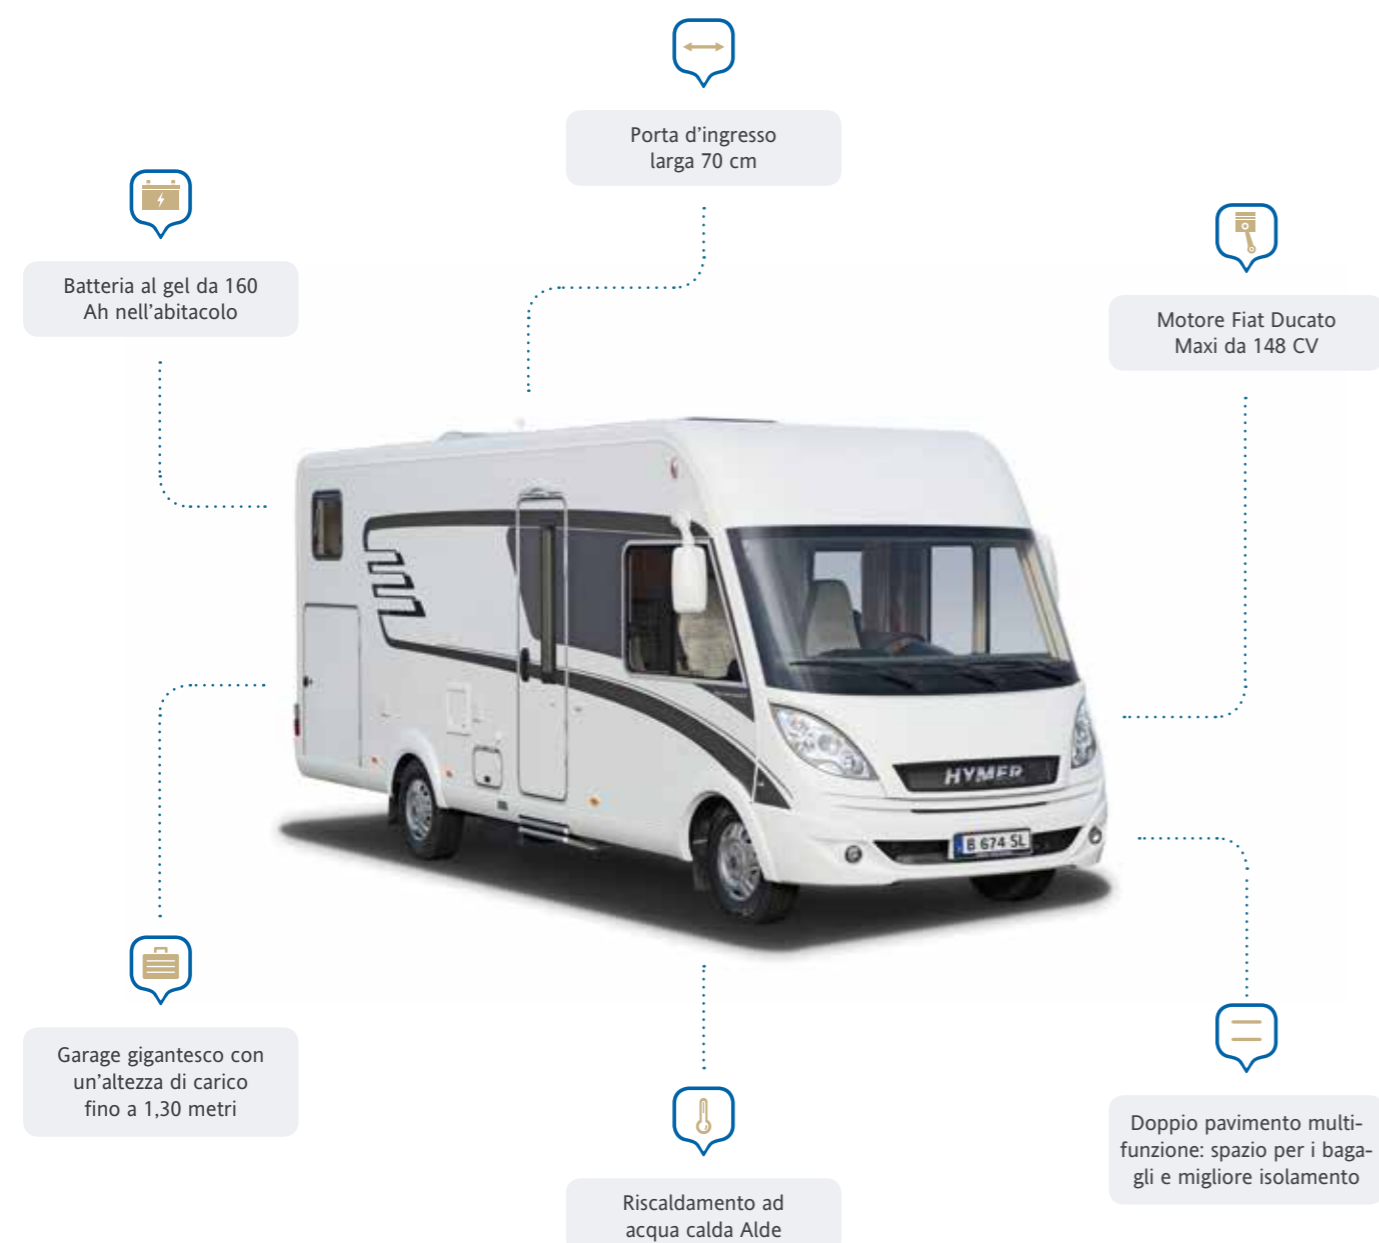 Porta d’ingresso
larga 70 cm
Batteria al gel da 160
Ah nell’abitacolo
Motore Fiat Ducato
Maxi da 148 CV
HYMER
B 674 SL
Garage gigantesco con
un’altezza di carico
fino a 1,30 metri
Doppio pavimento multi-
funzione: spazio per i baga-
gli e migliore isolamento
Riscaldamento ad
acqua calda Alde